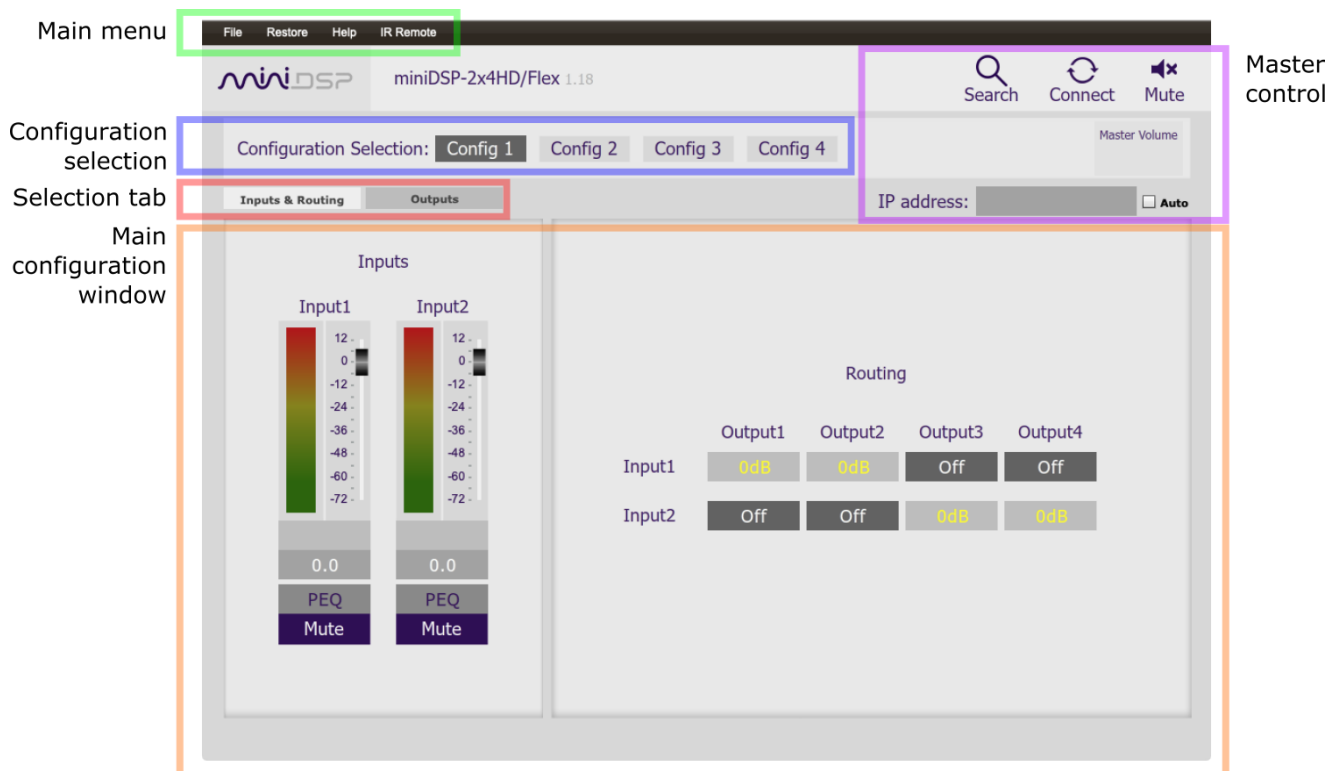 Main menu
File Restore Help IR Remote
miniDSP
miniDSP-2x4HD/Flex 1.18
Search Connect Mute
Master
control
Configuration
selection
Configuration Selection: Config 1 Config 2 Config 3 Config 4
Master Volume
Selection tab
Inputs & Routing Outputs
IP address: Auto
Main
configuration
window
Inputs
Input1 Input2
12 12
0 0
-12 -12
-24 -24
-36 -36
-48 -48
-60 -60
-72 -72
0.0 0.0
PEQ PEQ
Mute Mute
Routing
Output1 Output2 Output3 Output4
Input1 0dB 0dB Off Off
Input2 Off Off 0dB 0dB